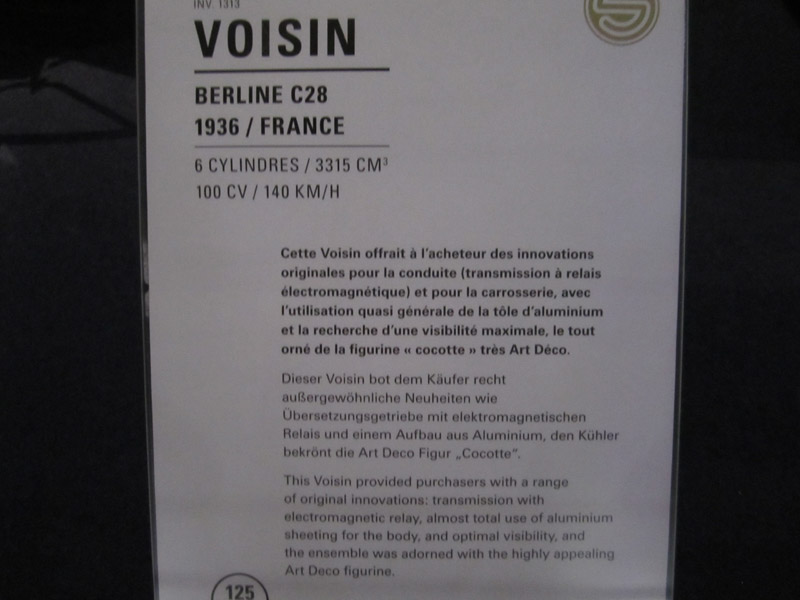 INV. 1313
VOISIN
BERLINE C28
1936 / FRANCE
6 CYLINDRES / 3315 CM³
100 CV / 140 KM/H
Cette Voisin offrait à l'acheteur des innovations
originales pour la conduite (transmission à relais
électromagnétique) et pour la carrosserie, avec
l'utilisation quasi générale de la tôle d'aluminium
et la recherche d'une visibilité maximale, le tout
orné de la figurine « cocotte » très Art Déco.
Dieser Voisin bot dem Käufer recht
außergewöhnliche Neuheiten wie
Übersetzungsgetriebe mit elektromagnetischen
Relais und einem Aufbau aus Aluminium, den Kühler
bekrönt die Art Deco Figur „Cocotte".
This Voisin provided purchasers with a range
of original innovations: transmission with
electromagnetic relay, almost total use of aluminium
sheeting for the body, and optimal visibility, and
the ensemble was adorned with the highly appealing
Art Deco figurine.
125